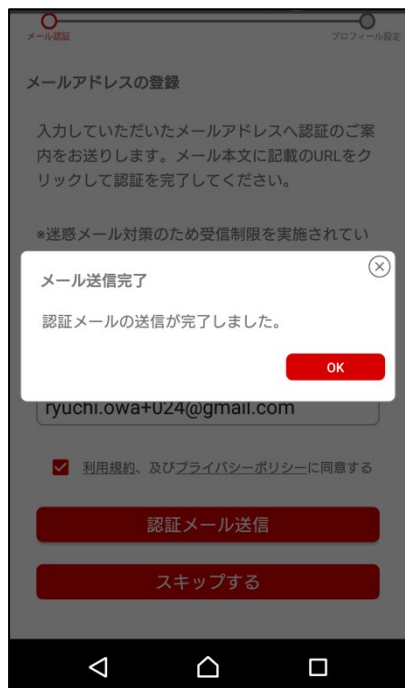 メール認証
プロフィール設定
メールアドレスの登録
入力していただいたメールアドレスへ認証のご案
内をお送りします。メール本文に記載のURLをク
リックして認証を完了してください。
*迷惑メール対策のため受信制限を実施されてい
メール送信完了
認証メールの送信が完了しました。
OK
ryuchi.owa+024@gmail.com
利用規約、及びプライバシーポリシーに同意する
認証メール送信
スキップする